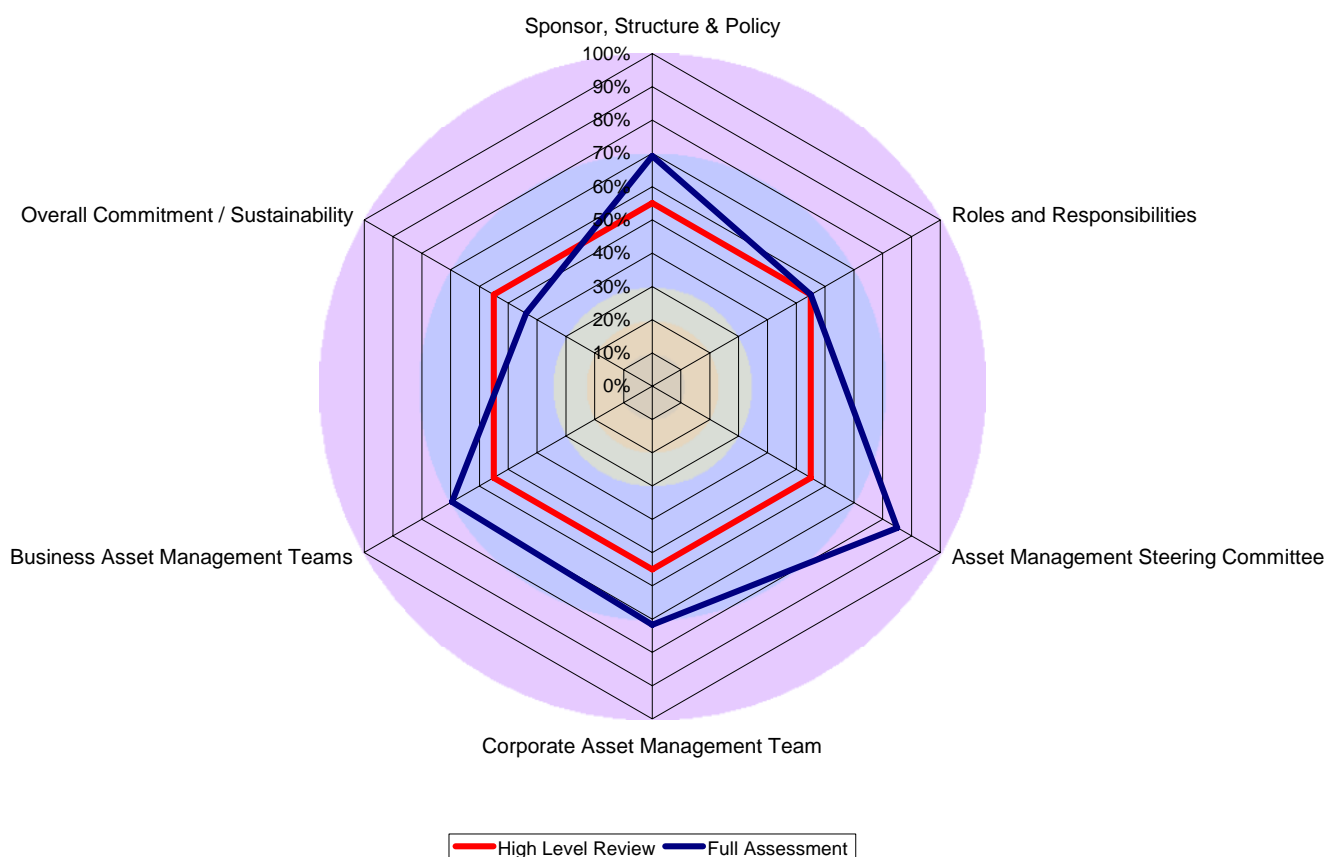 Sponsor, Structure & Policy
100%
90%
80%
70%
60%
50%
40%
30%
20%
10%
0%
Overall Commitment / Sustainability
Roles and Responsibilities
Business Asset Management Teams
Asset Management Steering Committee
Corporate Asset Management Team
High Level Review Full Assessment